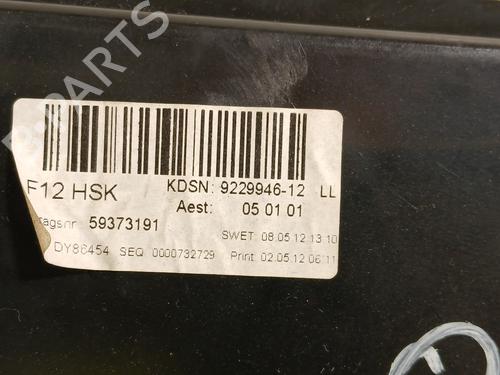 B-PARTS
F12 HSK KDSN: 9229946-12 LL
Aest: 05 01 01
ragsnr 59373191
SWET: 08.05.12 13:10
DY86454 SEQ 0000732729 Print 02.05.12 06:11